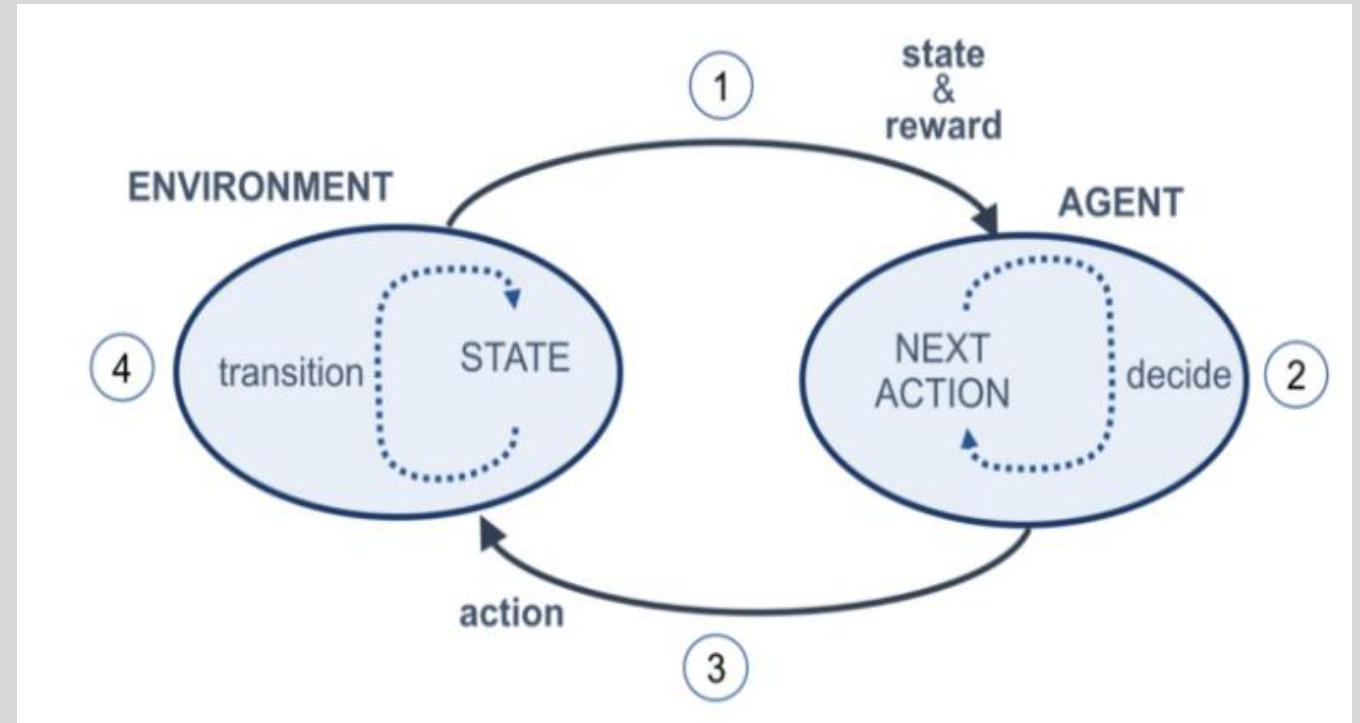 1
state
&
reward
ENVIRONMENT
AGENT
4
transition
STATE
NEXT
ACTION
decide
2
action
3